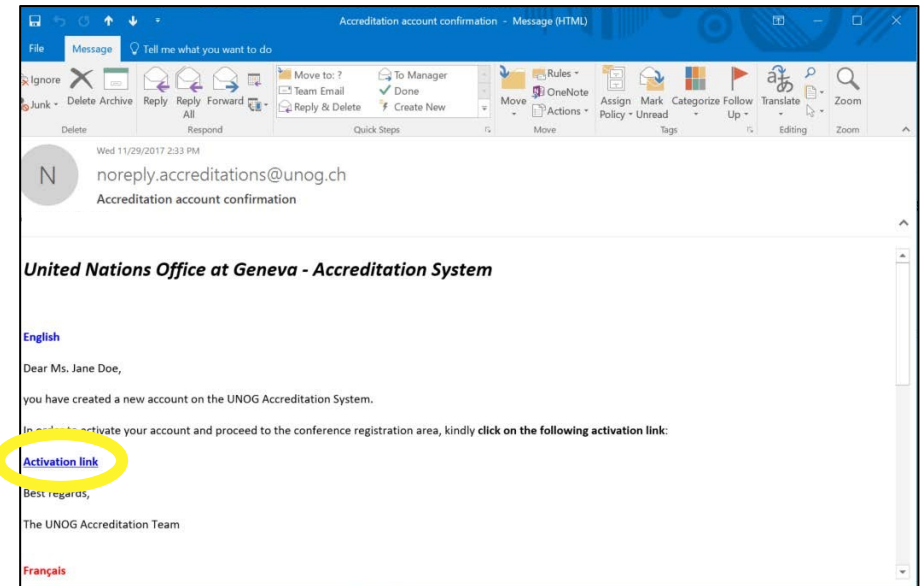 Accreditation account confirmation - Message (HTML)
File Message Tell me what you want to do
Ignore
Junk
Delete
Archive
Reply
Reply All
Forward
Move to: ?
To Manager
Team Email
Done
Reply & Delete
Create New
Move
Rules
OneNote
Actions
Assign Policy
Mark Unread
Categorize
Follow Up
Translate
Zoom
Delete Respond Quick Steps Move Tags Editing Zoom
Wed 11/29/2017 2:33 PM
N
noreply.accreditations@unog.ch
Accreditation account confirmation
United Nations Office at Geneva - Accreditation System
English
Dear Ms. Jane Doe,
you have created a new account on the UNOG Accreditation System.
In order to activate your account and proceed to the conference registration area, kindly click on the following activation link:
Activation link
Best regards,
The UNOG Accreditation Team
Français